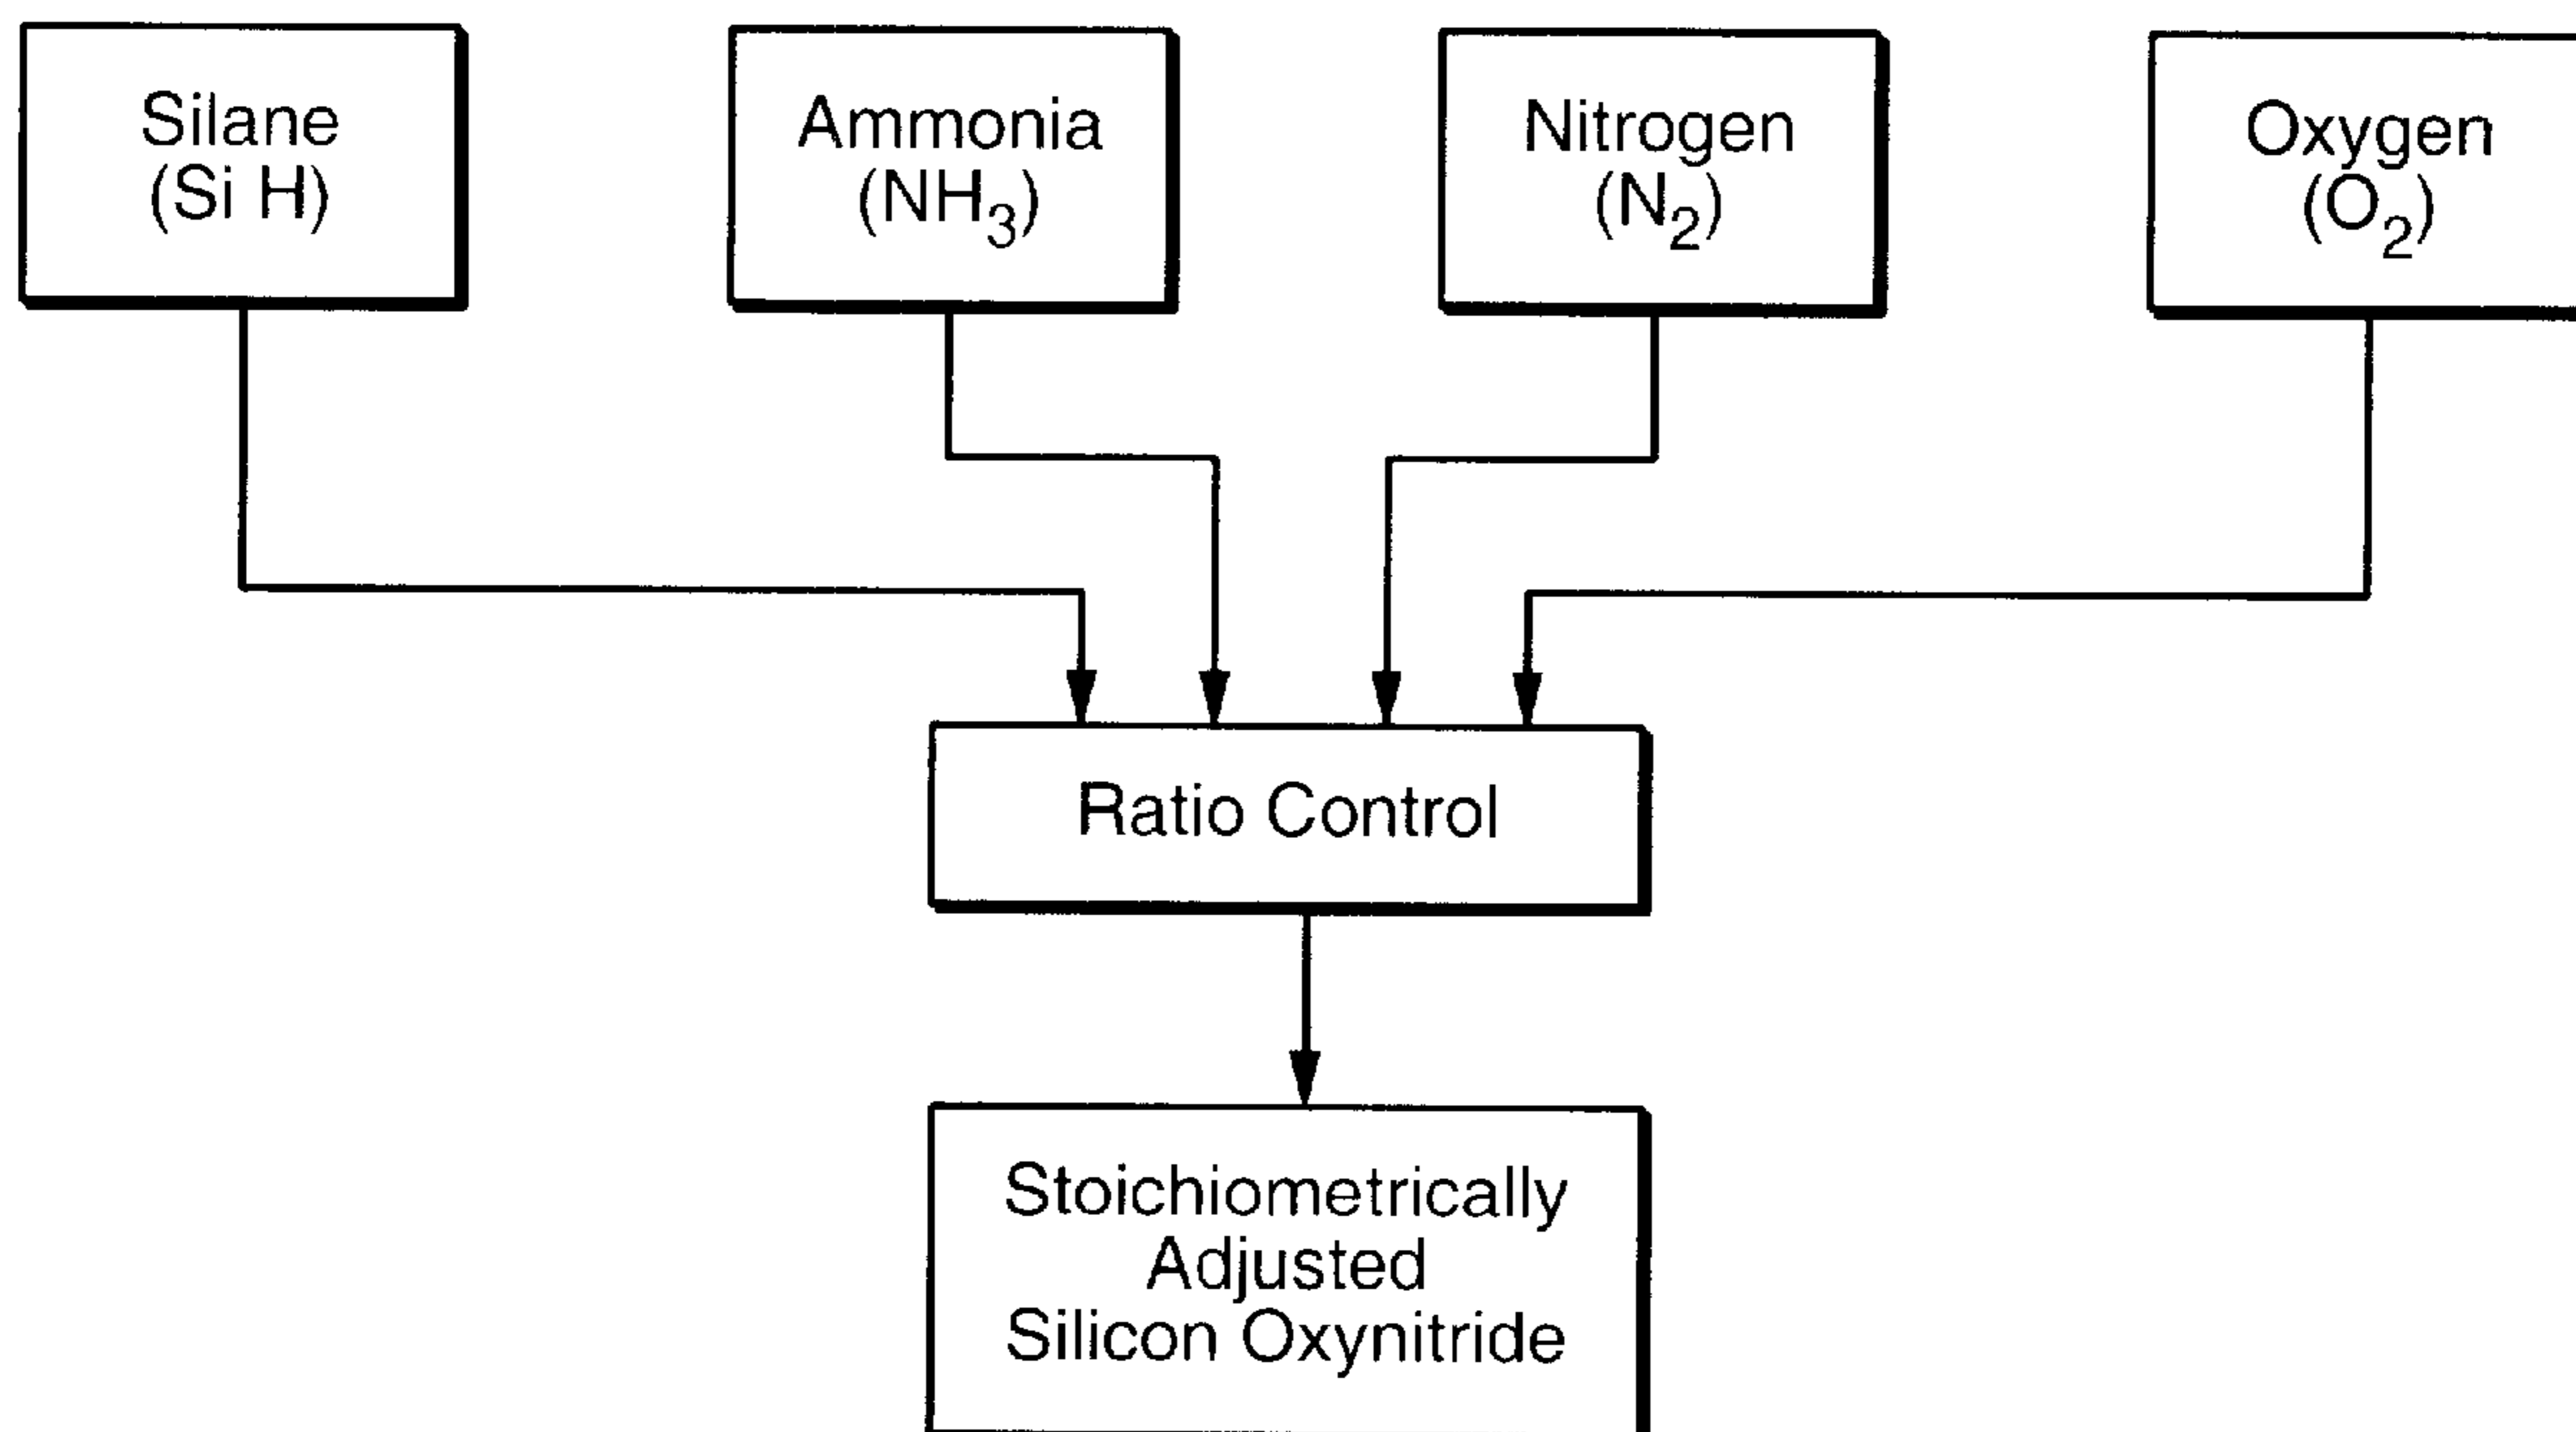 Silane
(Si H)
Ammonia
(NH₃)
Nitrogen
(N₂)
Oxygen
(O₂)
Ratio Control
Stoichiometrically
Adjusted
Silicon Oxynitride